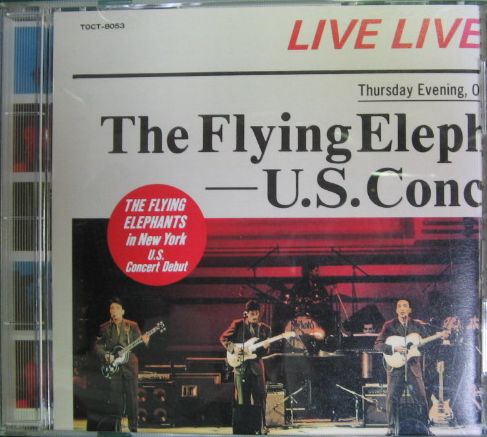 TOCT-8053
LIVE LIVE
Thursday Evening, O
The Flying Eleph
—U.S. Conc
THE FLYING
ELEPHANTS
in New York
U.S.
Concert Debut